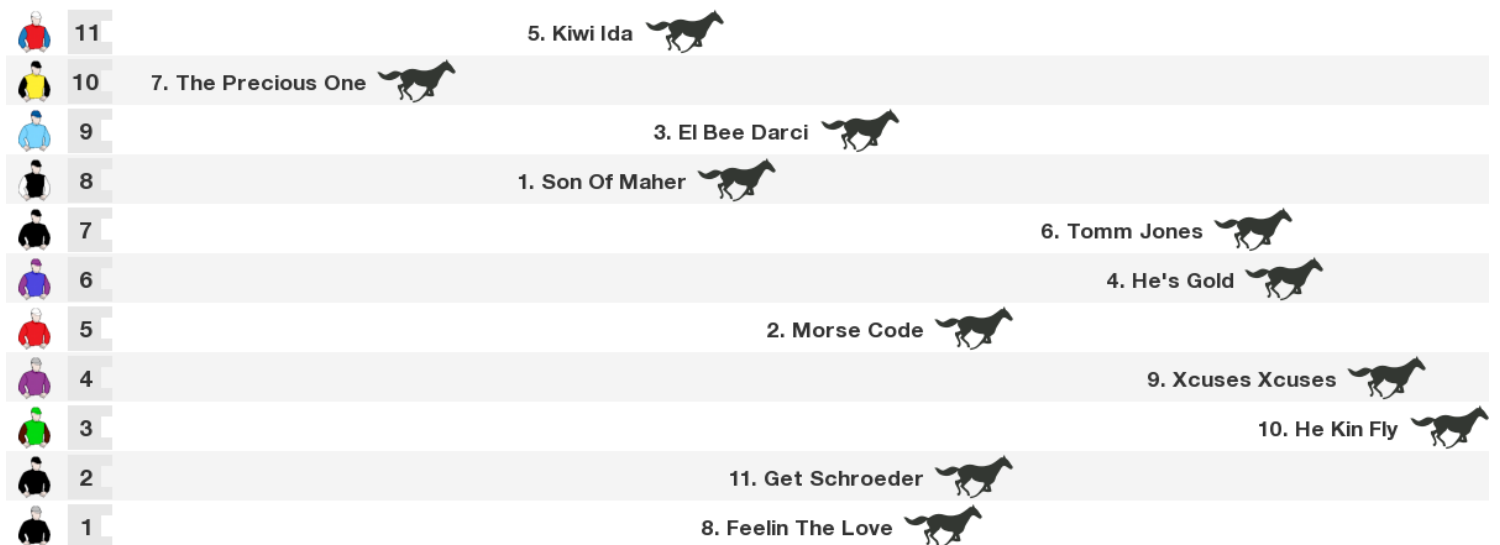 11 5. Kiwi Ida
10 7. The Precious One
9 3. El Bee Darci
8 1. Son Of Maher
7 6. Tomm Jones
6 4. He's Gold
5 2. Morse Code
4 9. Xcuses Xcuses
3 10. He Kin Fly
2 11. Get Schroeder
1 8. Feelin The Love